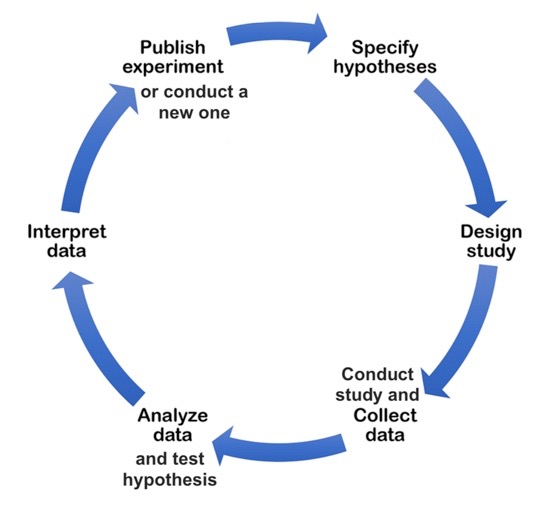 Publish
experiment
or conduct a
new one
Specify
hypotheses
Design
study
Conduct
study and
Collect
data
Analyze
data
and test
hypothesis
Interpret
data